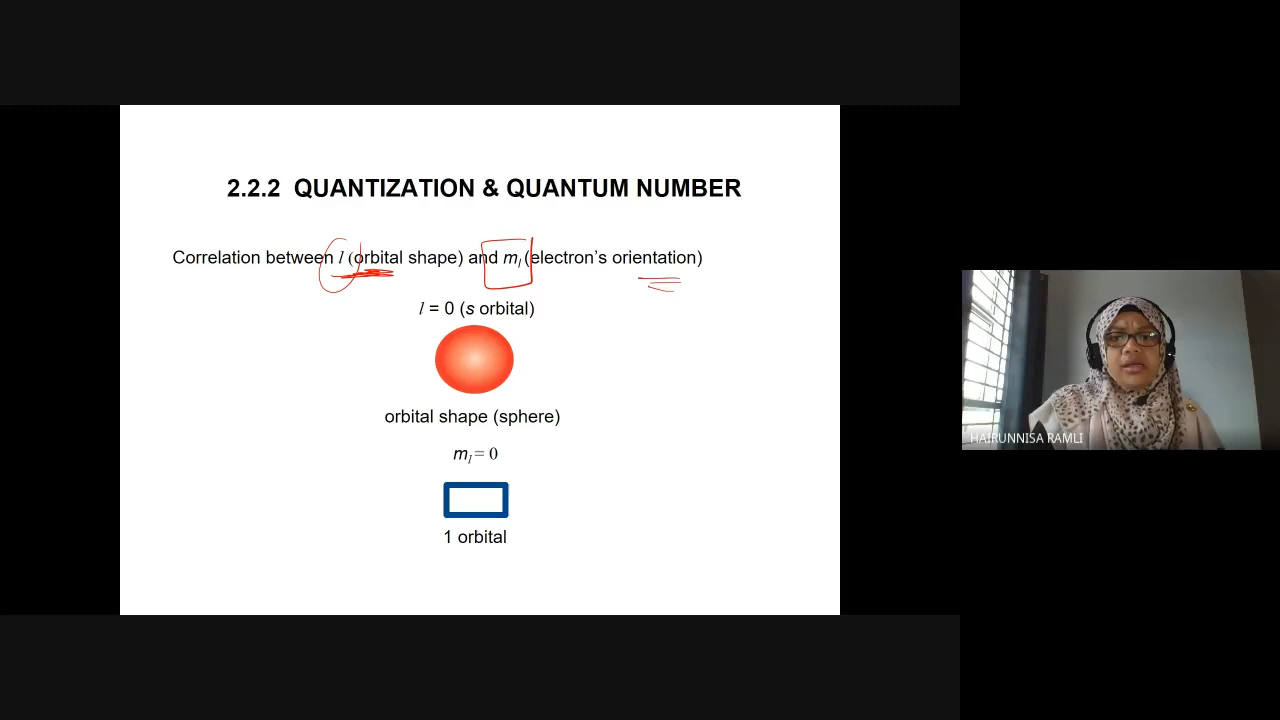 2.2.2 QUANTIZATION & QUANTUM NUMBER
Correlation between l (orbital shape) and ml (electron’s orientation)
l = 0 (s orbital)
orbital shape (sphere)
ml = 0
1 orbital
HAIRUNNISA RAMLI